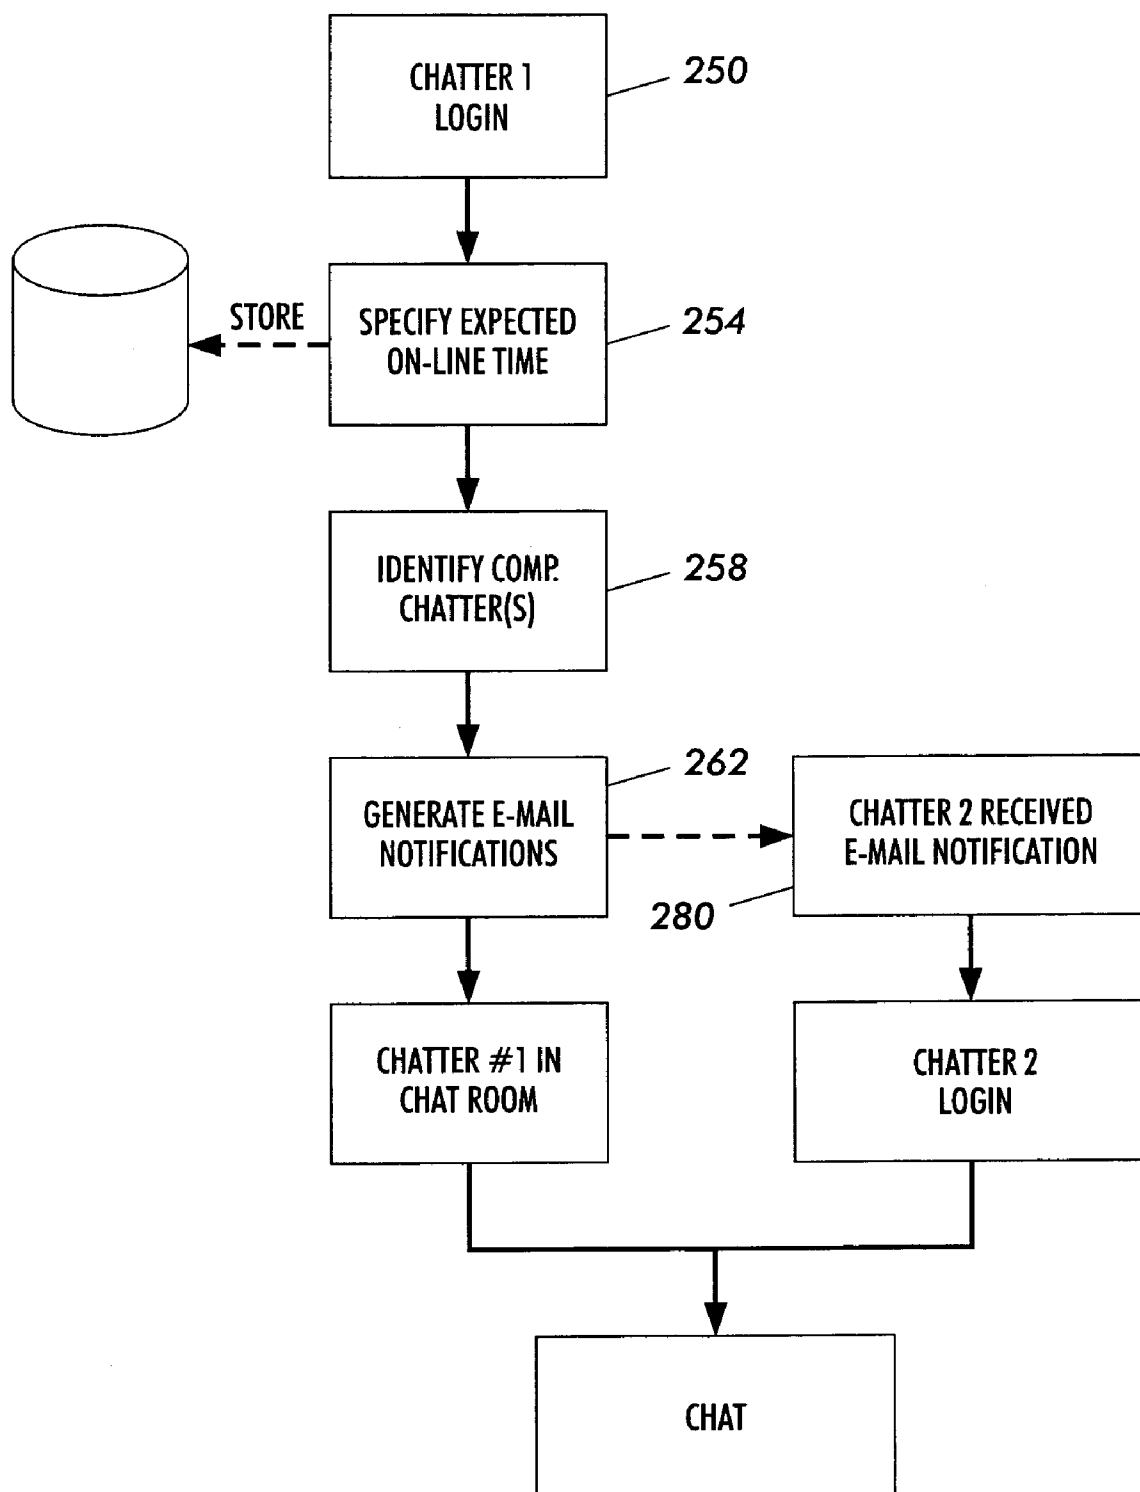 CHATTER 1
LOGIN
250
STORE
SPECIFY EXPECTED
ON-LINE TIME
254
IDENTIFY COMP.
CHATTER(S)
258
GENERATE E-MAIL
NOTIFICATIONS
262
CHATTER 2 RECEIVED
E-MAIL NOTIFICATION
280
CHATTER #1 IN
CHAT ROOM
CHATTER 2
LOGIN
CHAT